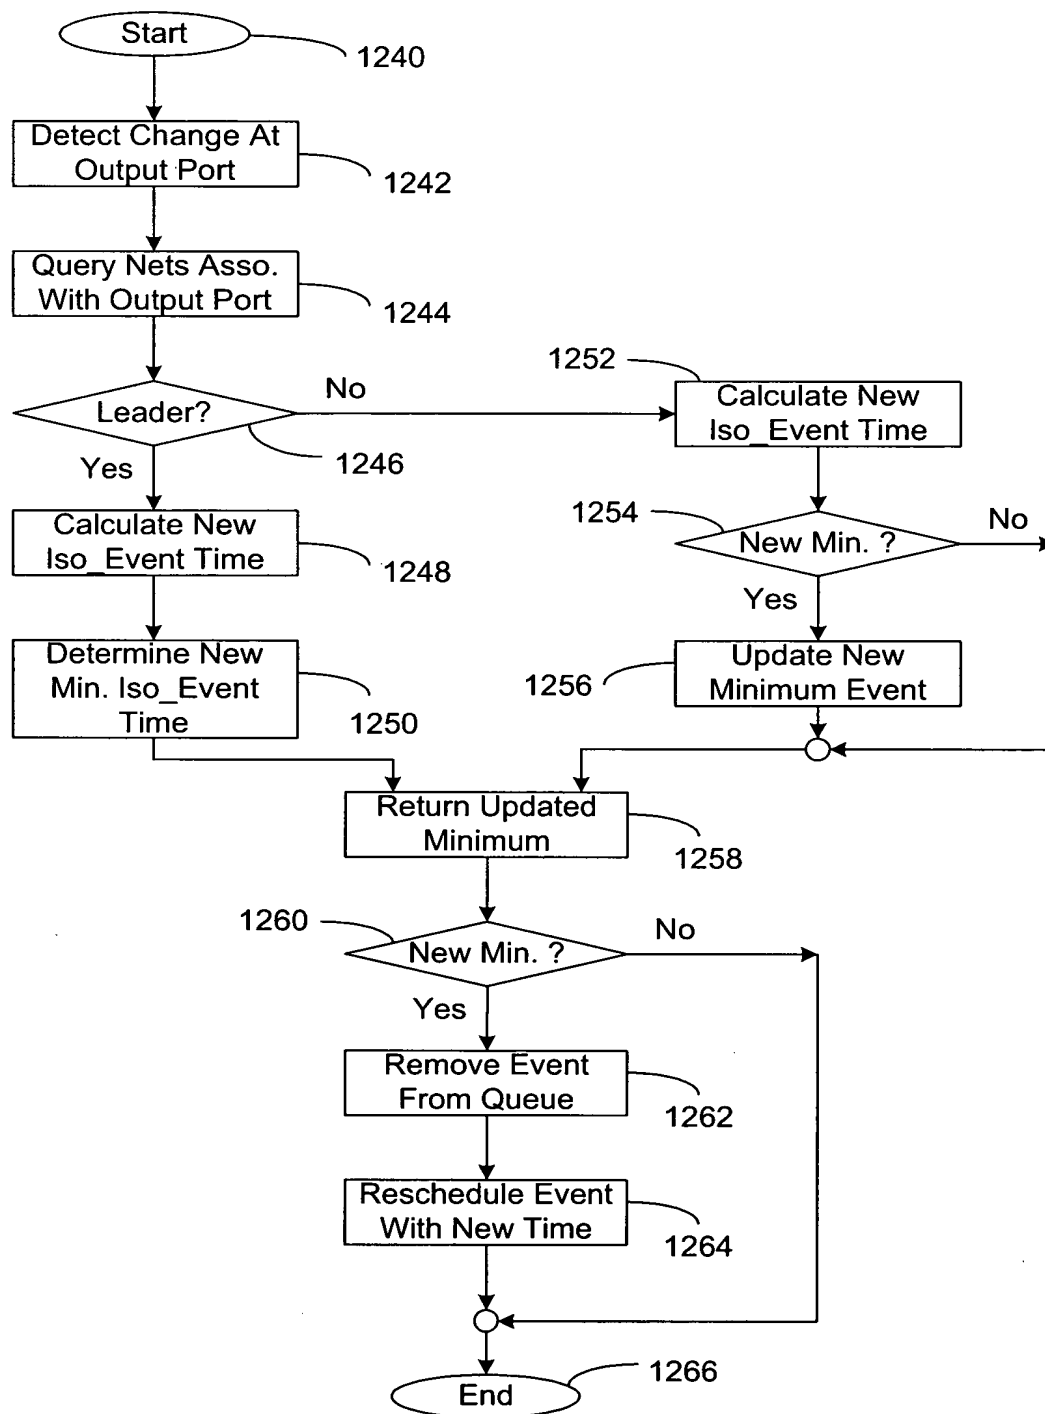 Start
1240
Detect Change At
Output Port
1242
Query Nets Asso.
With Output Port
1244
Leader?
No
1246
Yes
1252
Calculate New
Iso_Event Time
Calculate New
Iso_Event Time
1248
1254
New Min. ?
No
Yes
Determine New
Min. Iso_Event
Time
1250
1256
Update New
Minimum Event
Return Updated
Minimum
1258
1260
New Min. ?
No
Yes
Remove Event
From Queue
1262
Reschedule Event
With New Time
1264
End
1266